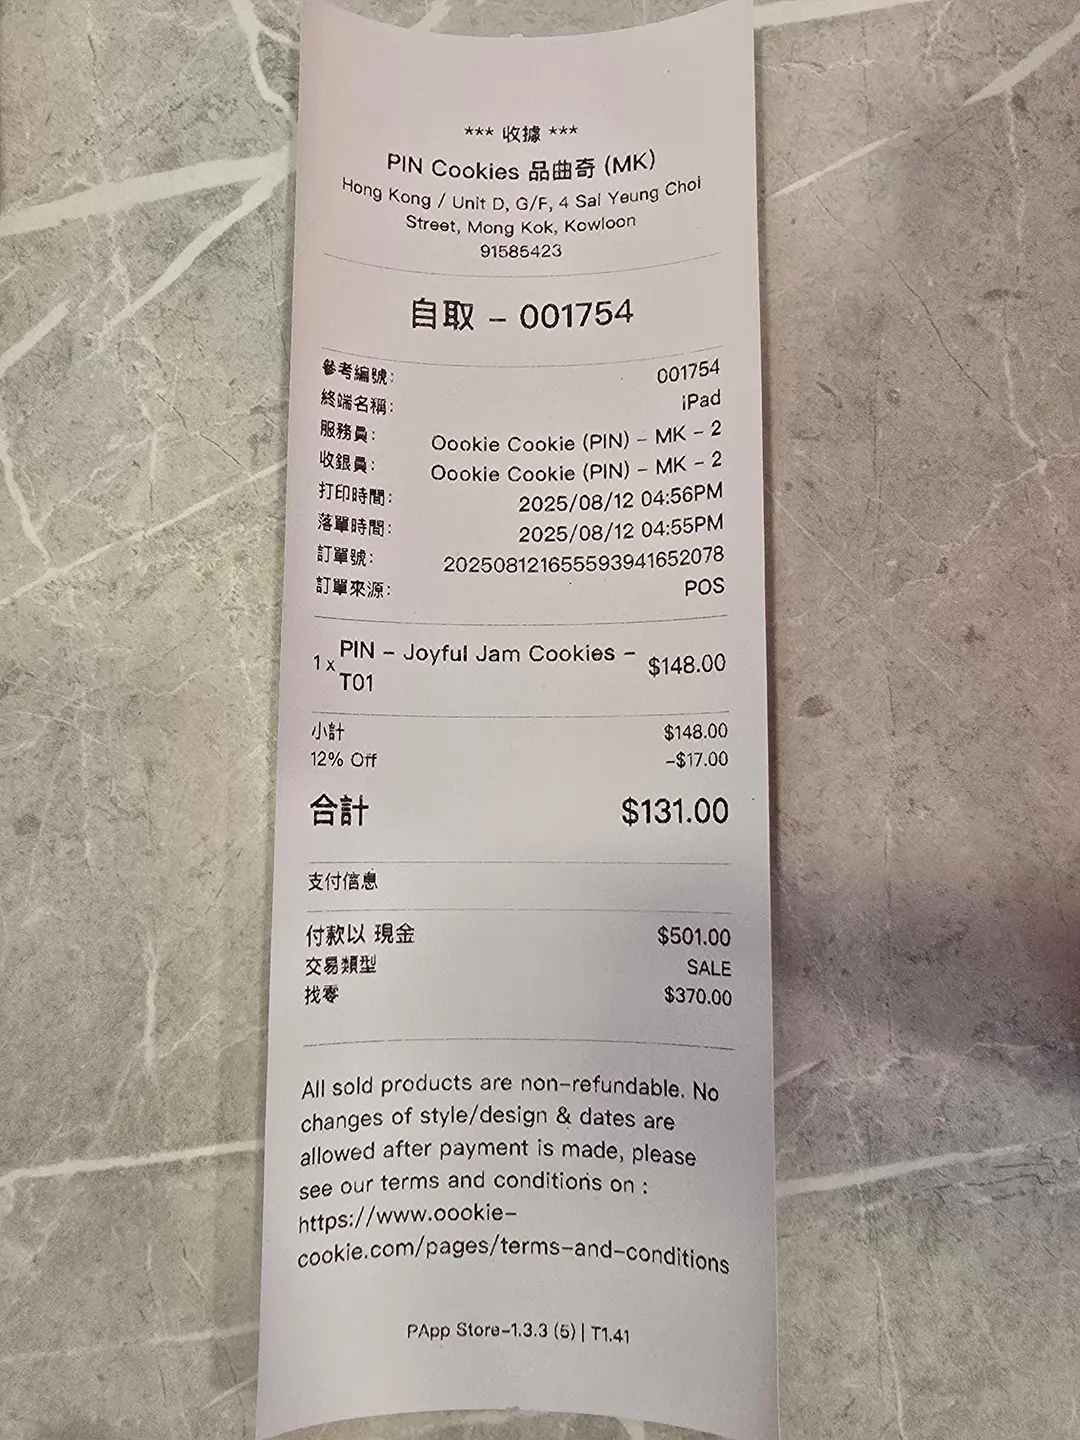 *** 收據 ***
PIN Cookies 品曲奇 (MK)
Hong Kong / Unit D, G/F, 4 Sai Yeung Choi
Street, Mong Kok, Kowloon
91585423
自取 – 001754
參考編號: 001754
終端名稱: iPad
服務員: Oookie Cookie (PIN) – MK – 2
收銀員: Oookie Cookie (PIN) – MK – 2
打印時間: 2025/08/12 04:56PM
落單時間: 2025/08/12 04:55PM
訂單號: 2025081216555593941652078
訂單來源: POS
1 x PIN – Joyful Jam Cookies – $148.00
T01
小計 $148.00
12% Off –$17.00
合計 $131.00
支付信息
付款以 現金 $501.00
交易類型 SALE
找零 $370.00
All sold products are non–refundable. No
changes of style/design & dates are
allowed after payment is made, please
see our terms and conditions on :
https://www.oookie–
cookie.com/pages/terms–and–conditions
PApp Store–1.3.3 (5) | T1.41